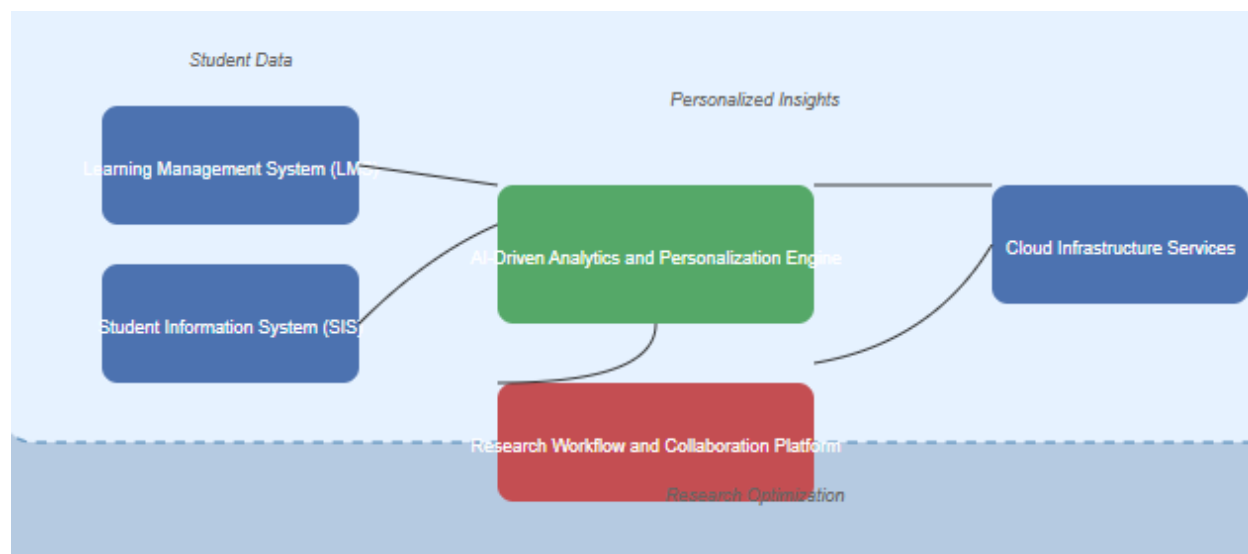 Student Data
Personalized Insights
Learning Management System (LMS)
AI-Driven Analytics and Personalization Engine
Cloud Infrastructure Services
Student Information System (SIS)
Research Workflow and Collaboration Platform
Research Optimization